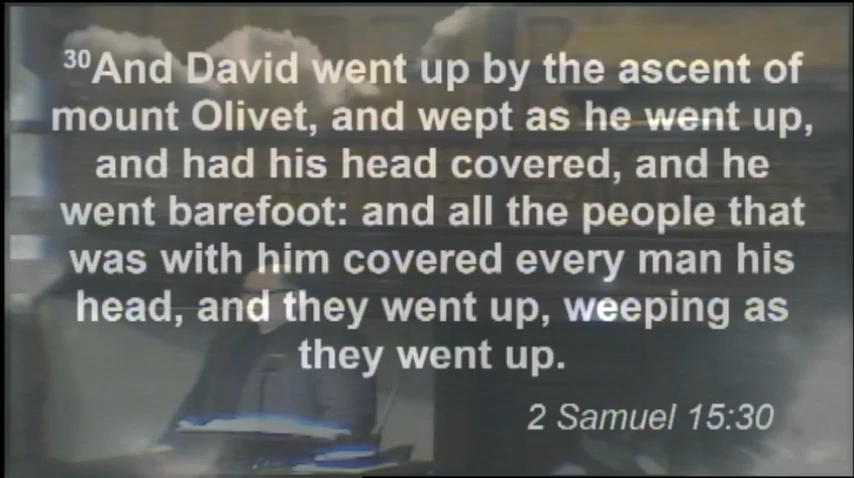 30And David went up by the ascent of
mount Olivet, and wept as he went up,
and had his head covered, and he
went barefoot: and all the people that
was with him covered every man his
head, and they went up, weeping as
they went up.
2 Samuel 15:30